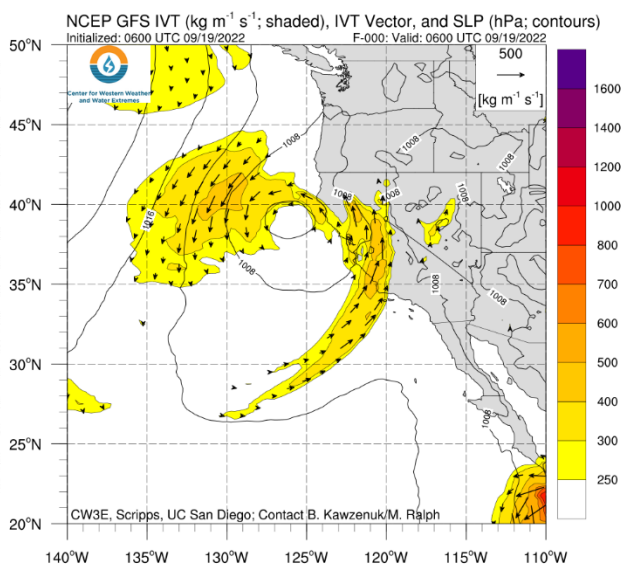 NCEP GFS IVT (kg m⁻¹ s⁻¹; shaded), IVT Vector, and SLP (hPa; contours)
Initialized: 0600 UTC 09/19/2022
F-000: Valid: 0600 UTC 09/19/2022
Center for Western Weather
and Water Extremes
500
[kg m⁻¹ s⁻¹]
50°N
45°N
40°N
35°N
30°N
25°N
20°N
1008
1008
1008
1008
1008
1016
1008
1008
1008
1008
1008
1600
1400
1200
1000
800
700
600
500
400
300
250
CW3E, Scripps, UC San Diego; Contact B. Kawzenuk/M. Ralph
140°W
135°W
130°W
125°W
120°W
115°W
110°W